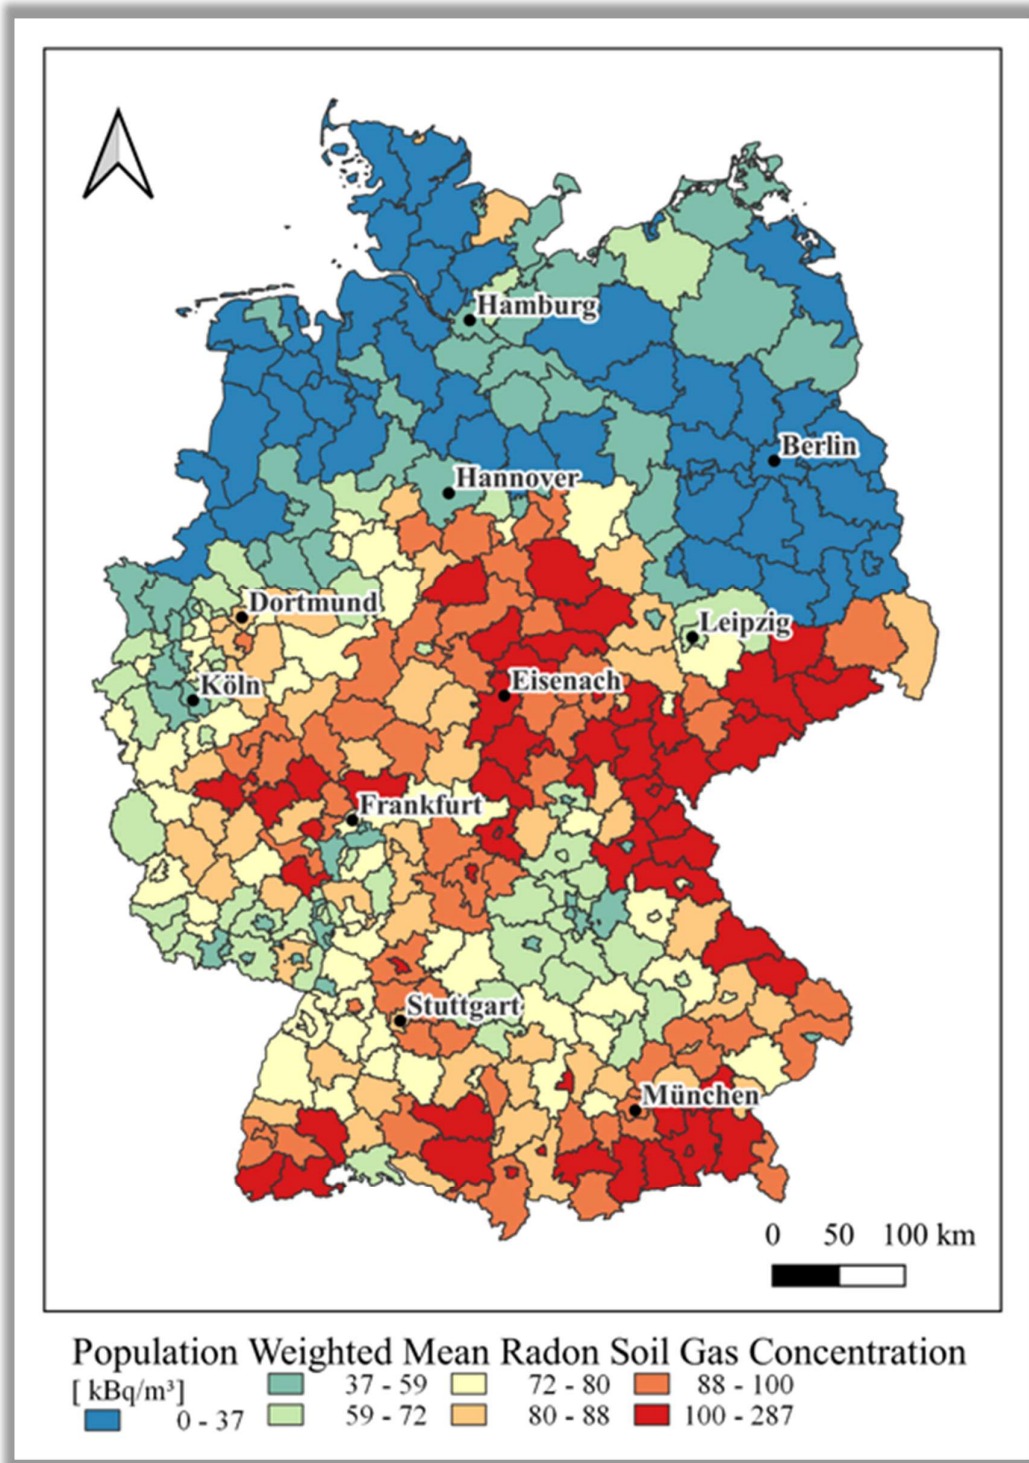 Hamburg
Berlin
Hannover
Dortmund
Leipzig
Köln
Eisenach
Frankfurt
Stuttgart
München
0 50 100 km
Population Weighted Mean Radon Soil Gas Concentration
[ kBq/m³]
0 - 37
37 - 59
59 - 72
72 - 80
80 - 88
88 - 100
100 - 287